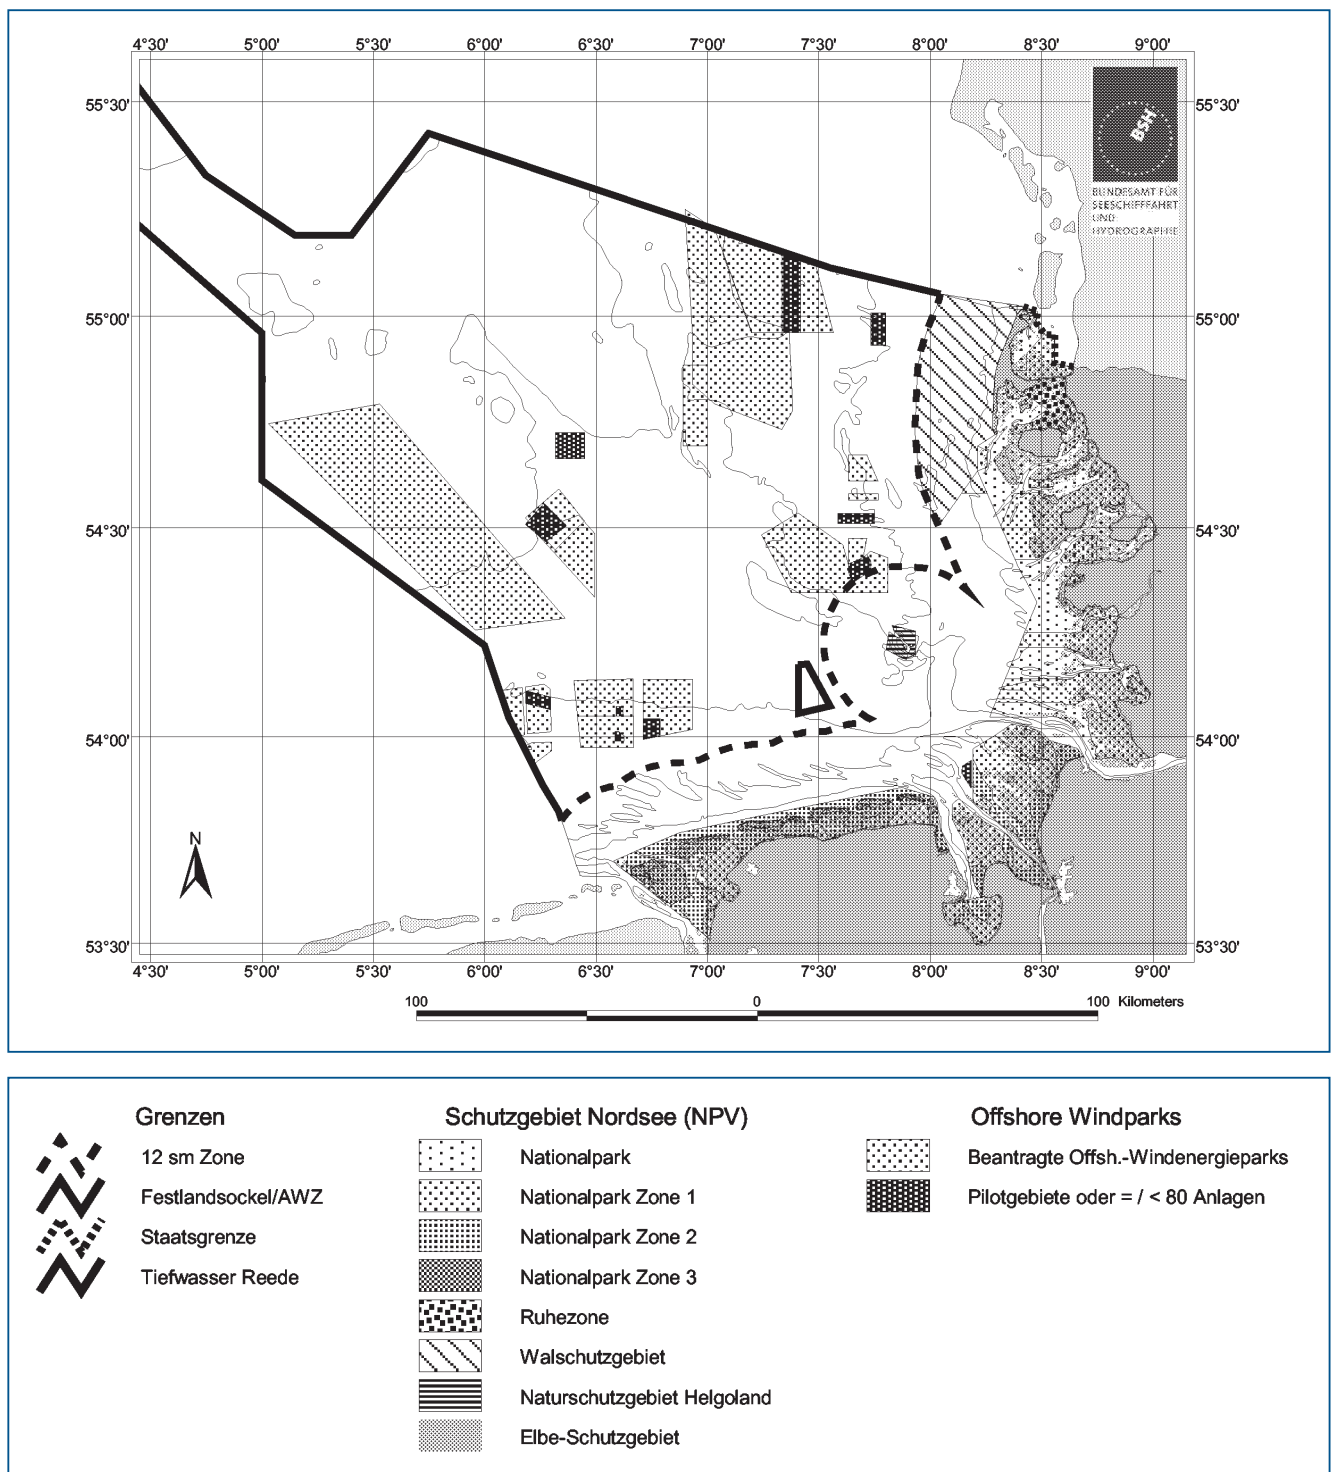 4°30' 5°00' 5°30' 6°00' 6°30' 7°00' 7°30' 8°00' 8°30' 9°00'
55°30' 55°30'
BSH
BUNDESAMT FÜR
SEESCHIFFFAHRT
UND
HYDROGRAPHIE
55°00' 55°00'
54°30' 54°30'
54°00' 54°00'
N
53°30' 53°30'
4°30' 5°00' 5°30' 6°00' 6°30' 7°00' 7°30' 8°00' 8°30' 9°00'
100 0 100 Kilometers
Grenzen
12 sm Zone
Festlandsockel/AWZ
Staatsgrenze
Tiefwasser Reede
Schutzgebiet Nordsee (NPV)
Nationalpark
Nationalpark Zone 1
Nationalpark Zone 2
Nationalpark Zone 3
Ruhezone
Walschutzgebiet
Naturschutzgebiet Helgoland
Elbe-Schutzgebiet
Offshore Windparks
Beantragte Offsh.-Windenergieparks
Pilotgebiete oder = / < 80 Anlagen